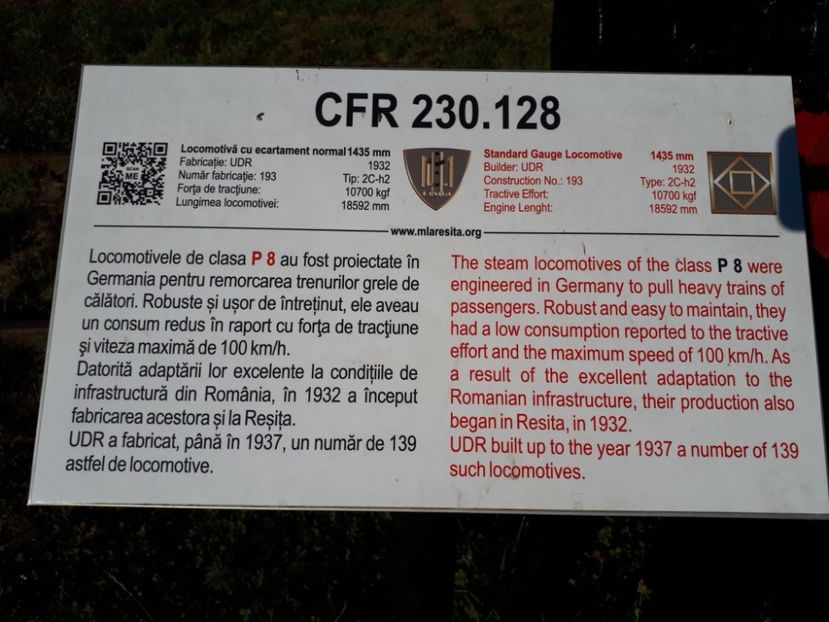 CFR 230.128
SCAN
ME
Locomotivă cu ecartament normal 1435 mm
Fabricație: UDR 1932
Număr fabricație: 193 Tip: 2C-h2
Forţa de tracțiune: 10700 kgf
Lungimea locomotivei: 18592 mm
Standard Gauge Locomotive 1435 mm
Builder: UDR 1932
Construction No.: 193 Type: 2C-h2
Tractive Effort: 10700 kgf
Engine Lenght: 18592 mm
www.mlaresita.org
Locomotivele de clasa P 8 au fost proiectate în
Germania pentru remorcarea trenurilor grele de
călători. Robuste și ușor de întreținut, ele aveau
un consum redus în raport cu forţa de tracţiune
şi viteza maximă de 100 km/h.
Datorită adaptării lor excelente la condițiile de
infrastructură din România, în 1932 a început
fabricarea acestora și la Reșița.
UDR a fabricat, până în 1937, un număr de 139
astfel de locomotive.
The steam locomotives of the class P 8 were
engineered in Germany to pull heavy trains of
passengers. Robust and easy to maintain, they
had a low consumption reported to the tractive
effort and the maximum speed of 100 km/h. As
a result of the excellent adaptation to the
Romanian infrastructure, their production also
began in Resita, in 1932.
UDR built up to the year 1937 a number of 139
such locomotives.